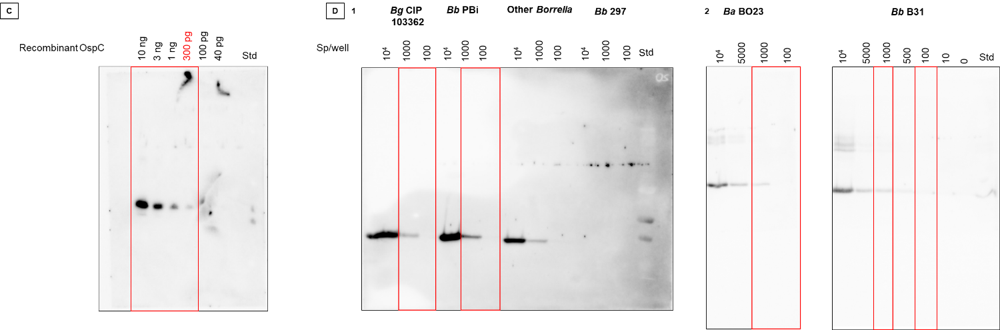 C
Recombinant OspC
10 ng
3 ng
1 ng
300 pg
100 pg
40 pg
Std
D 1
Bg CIP
103362
Bb PBi
Other Borrelia
Bb 297
Sp/well
10⁴
1000
100
10⁴
1000
100
10⁴
1000
100
10⁴
1000
100
Std
2
Ba BO23
10⁴
5000
1000
100
Bb B31
10⁴
5000
1000
500
100
10
0
Std